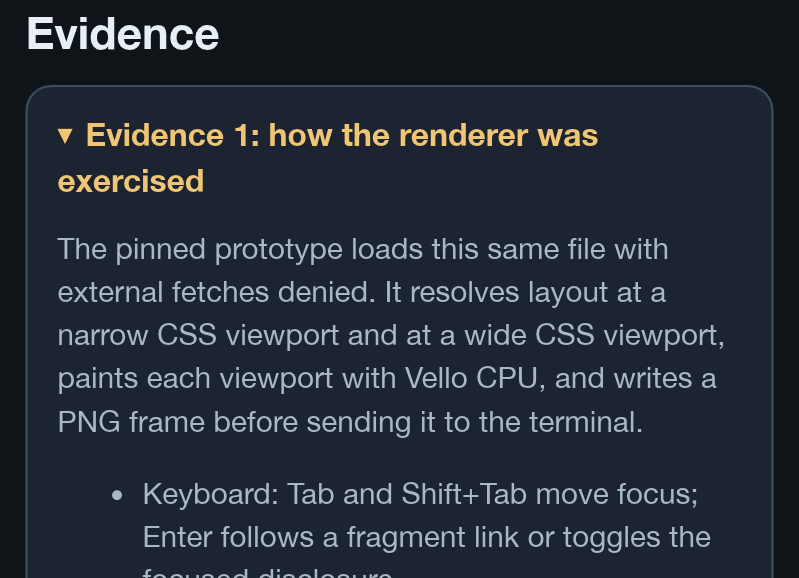 Evidence
▼ Evidence 1: how the renderer was
exercised
The pinned prototype loads this same file with
external fetches denied. It resolves layout at a
narrow CSS viewport and at a wide CSS viewport,
paints each viewport with Vello CPU, and writes a
PNG frame before sending it to the terminal.
• Keyboard: Tab and Shift+Tab move focus;
Enter follows a fragment link or toggles the
focused disclosure